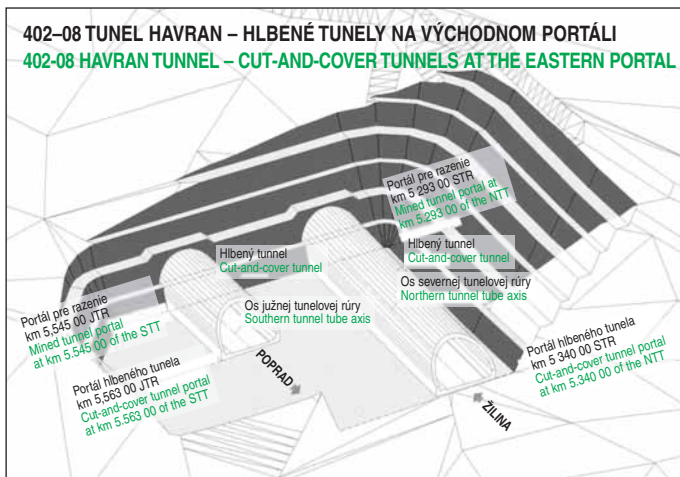 402–08 TUNEL HAVRAN – HLBENÉ TUNELY NA VÝCHODNOM PORTÁLI
402-08 HAVRAN TUNNEL – CUT-AND-COVER TUNNELS AT THE EASTERN PORTAL
Portál pre razenie
km 5 293 00 STR
Mined tunnel portal at
km 5.293 00 of the NTT
Hlbený tunnel
Cut-and-cover tunnel
Hlbený tunnel
Cut-and-cover tunnel
Os severnej tunelovej rúry
Northern tunnel tube axis
Os južnej tunelovej rúry
Southern tunnel tube axis
Portál pre razenie
km 5,545 00 JTR
Mined tunnel portal
at km 5.545 00 of the STT
Portál hlbeného tunela
km 5,563 00 JTR
Cut-and-cover tunnel portal
at km 5.563 00 of the STT
POPRAD
ŽILINA
Portál hlbeného tunela
km 5 340 00 STR
Cut-and-cover tunnel
portal at km 5.340 00 of the NTT